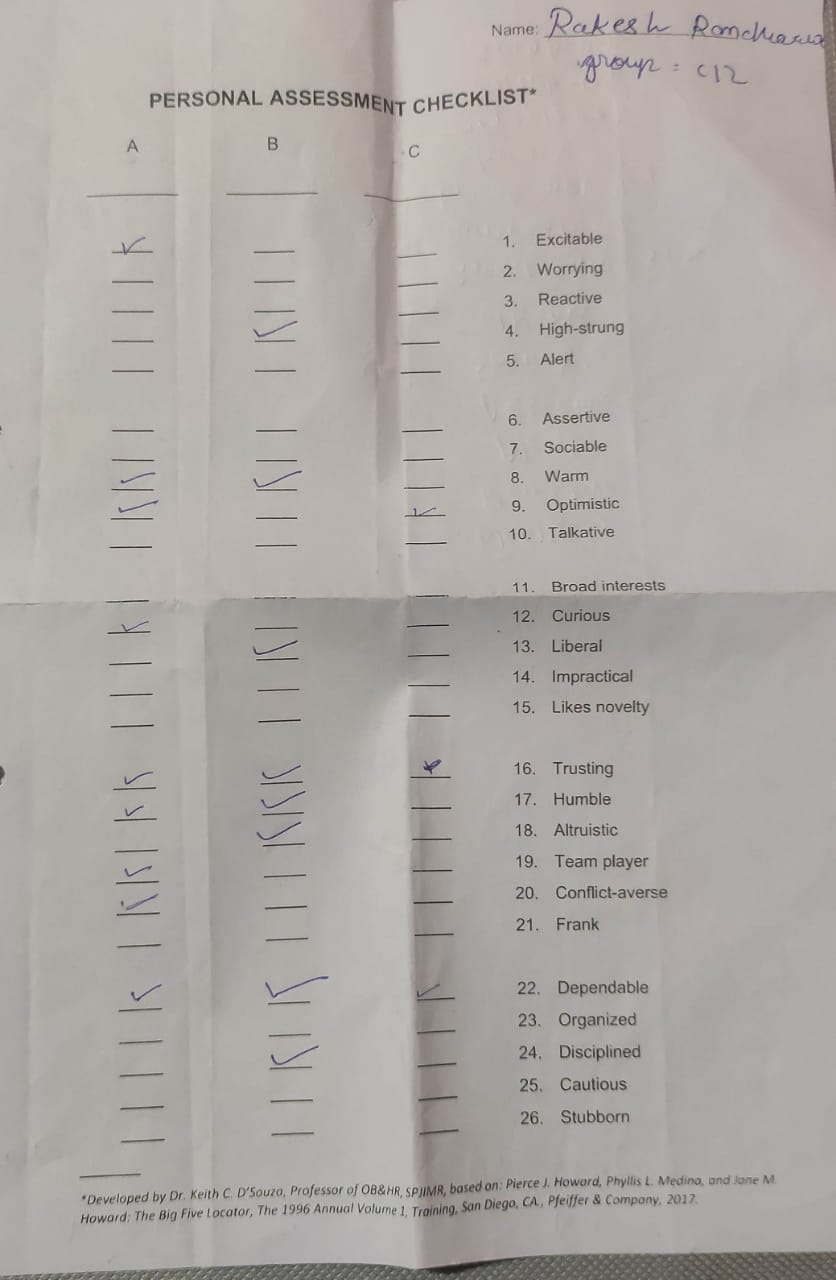 Name: Rakesh
group = C12
PERSONAL ASSESSMENT CHECKLIST*
A B C
1. Excitable
2. Worrying
3. Reactive
4. High-strung
5. Alert
6. Assertive
7. Sociable
8. Warm
9. Optimistic
10. Talkative
11. Broad interests
12. Curious
13. Liberal
14. Impractical
15. Likes novelty
16. Trusting
17. Humble
18. Altruistic
19. Team player
20. Conflict-averse
21. Frank
22. Dependable
23. Organized
24. Disciplined
25. Cautious
26. Stubborn
*Developed by Dr. Keith C. D'Souza, Professor of OB&HR, SPJIMR, based on: Pierce J. Howard, Phyllis L. Medina, and Jane M.
Howard: The Big Five Locator, The 1996 Annual Volume 1, Training, San Diego, CA., Pfeiffer & Company, 2017.